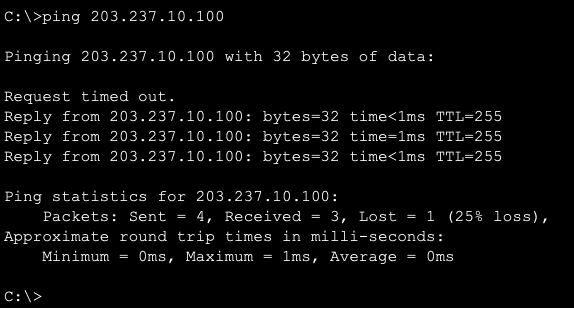 C:\>ping 203.237.10.100
Pinging 203.237.10.100 with 32 bytes of data:
Request timed out.
Reply from 203.237.10.100: bytes=32 time<1ms TTL=255
Reply from 203.237.10.100: bytes=32 time=1ms TTL=255
Reply from 203.237.10.100: bytes=32 time<1ms TTL=255
Ping statistics for 203.237.10.100:
    Packets: Sent = 4, Received = 3, Lost = 1 (25% loss),
Approximate round trip times in milli-seconds:
    Minimum = 0ms, Maximum = 1ms, Average = 0ms
C:\>